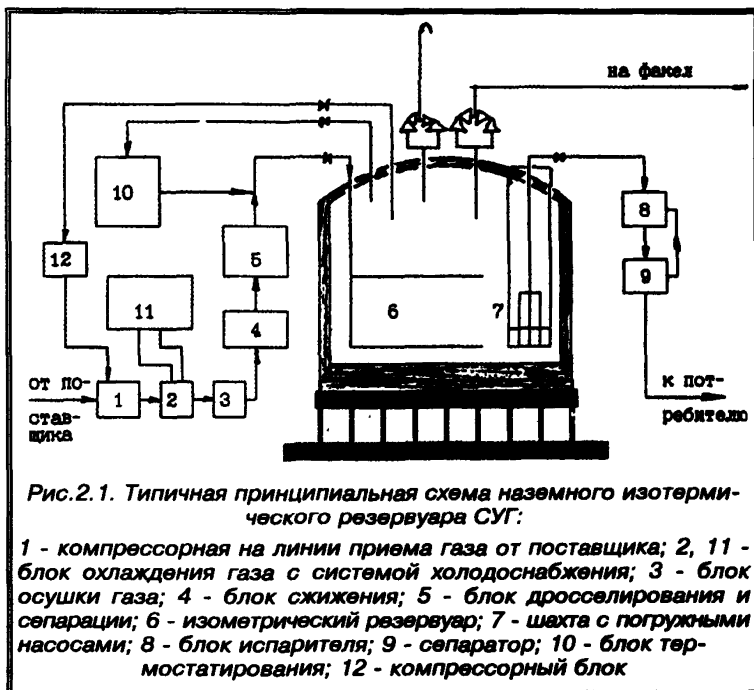 на факел
10
12
11
5
4
6
7
8
9
от по-
став-
щика
1
2
3
к пот-
ребителю
Рис.2.1. Типичная принципиальная схема наземного изотерми-
ческого резервуара СУГ:
1 - компрессорная на линии приема газа от поставщика; 2, 11 -
блок охлаждения газа с системой холодоснабжения; 3 - блок
осушки газа; 4 - блок сжижения; 5 - блок дросселирования и
сепарации; 6 - изометрический резервуар; 7 - шахта с погружными
насосами; 8 - блок испарителя; 9 - сепаратор; 10 - блок тер-
мостатирования; 12 - компрессорный блок